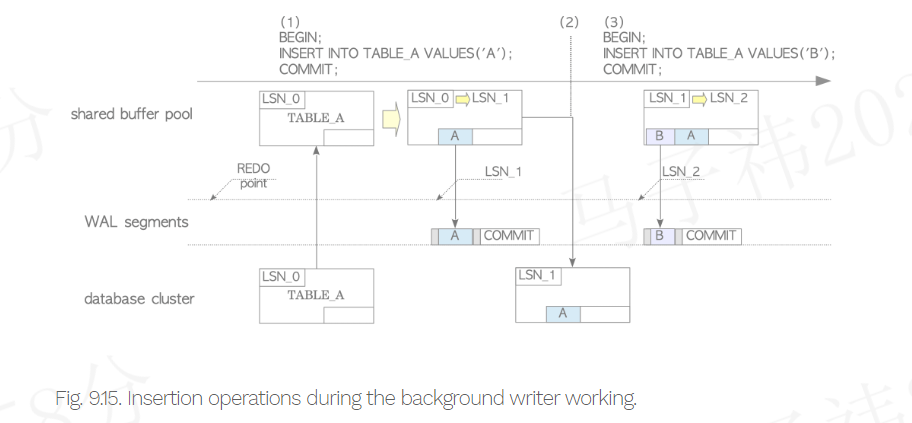 (1)
BEGIN;
INSERT INTO TABLE_A VALUES('A');
COMMIT;
(2)
(3)
BEGIN;
INSERT INTO TABLE_A VALUES('B');
COMMIT;
shared buffer pool
LSN_0
TABLE_A
LSN_0 LSN_1
A
LSN_1 LSN_2
B A
REDO
point
LSN_1
LSN_2
WAL segments
A COMMIT
B COMMIT
database cluster
LSN_0
TABLE_A
LSN_1
A
Fig. 9.15. Insertion operations during the background writer working.